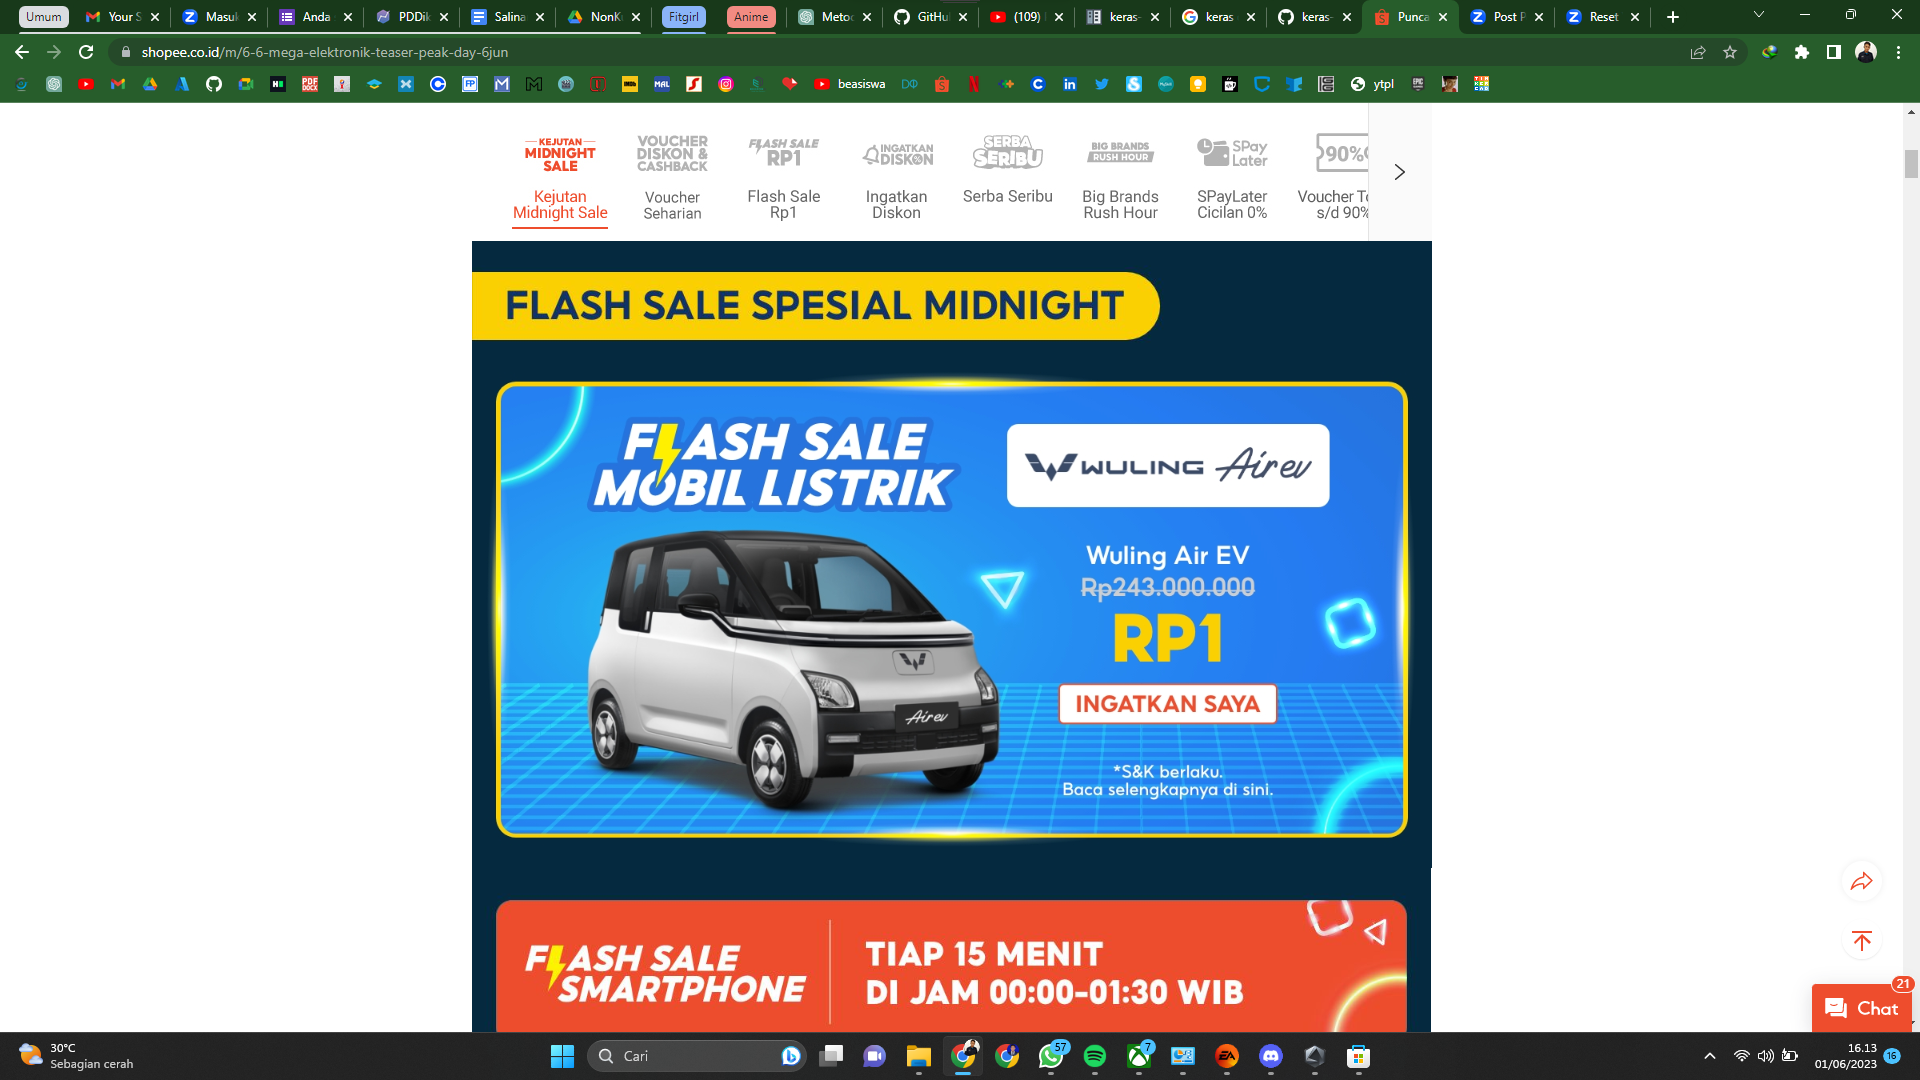 Umum
Your S
Masuk
Anda
PDDik
Salina
NonK
Fitgirl
Anime
Metod
GitHu
(109)
keras-
keras
keras-
Punca
Post P
Reset
shopee.co.id/m/6-6-mega-elektronik-teaser-peak-day-6jun
beasiswa
ytpl
KEJUTAN
MIDNIGHT
SALE
VOUCHER
DISKON &
CASHBACK
FLASH SALE
RP1
INGATKAN
DISKON
SERBA
SERIBU
BIG BRANDS
RUSH HOUR
SPay
Later
90%
Kejutan
Midnight Sale
Voucher
Seharian
Flash Sale
Rp1
Ingatkan
Diskon
Serba Seribu
Big Brands
Rush Hour
SPayLater
Cicilan 0%
Voucher To
s/d 90%
FLASH SALE SPESIAL MIDNIGHT
FLASH SALE
MOBIL LISTRIK
WULING Air ev
Wuling Air EV
Rp243.000.000
RP1
INGATKAN SAYA
*S&K berlaku.
Baca selengkapnya di sini.
Air ev
FLASH SALE
SMARTPHONE
TIAP 15 MENIT
DI JAM 00:00-01:30 WIB
21
Chat
30°C
Sebagian cerah
Cari
57
7
16.13
01/06/2023
16